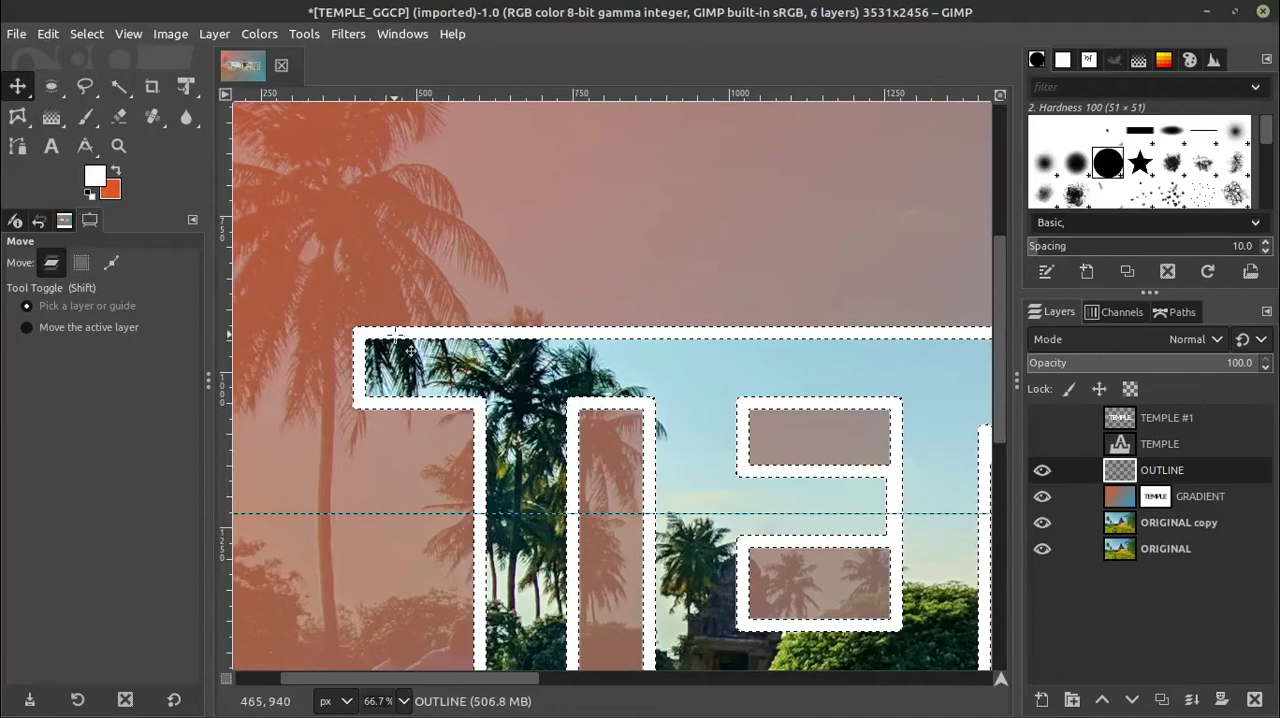 *[TEMPLE_GGCP] (imported)-1.0 (RGB color 8-bit gamma integer, GIMP built-in sRGB, 6 layers) 3531x2456 – GIMP
File Edit Select View Image Layer Colors Tools Filters Windows Help
250 500 750 1000 1250
filter
2. Hardness 100 (51 × 51)
Basic,
Spacing 10.0
Move
Move:
Tool Toggle (Shift)
Pick a layer or guide
Move the active layer
750
1000
1250
Layers Channels Paths
Mode Normal
Opacity 100.0
Lock:
TEMPLE #1
TEMPLE
OUTLINE
TEMPLE GRADIENT
ORIGINAL copy
ORIGINAL
465, 940 px 66.7% OUTLINE (506.8 MB)